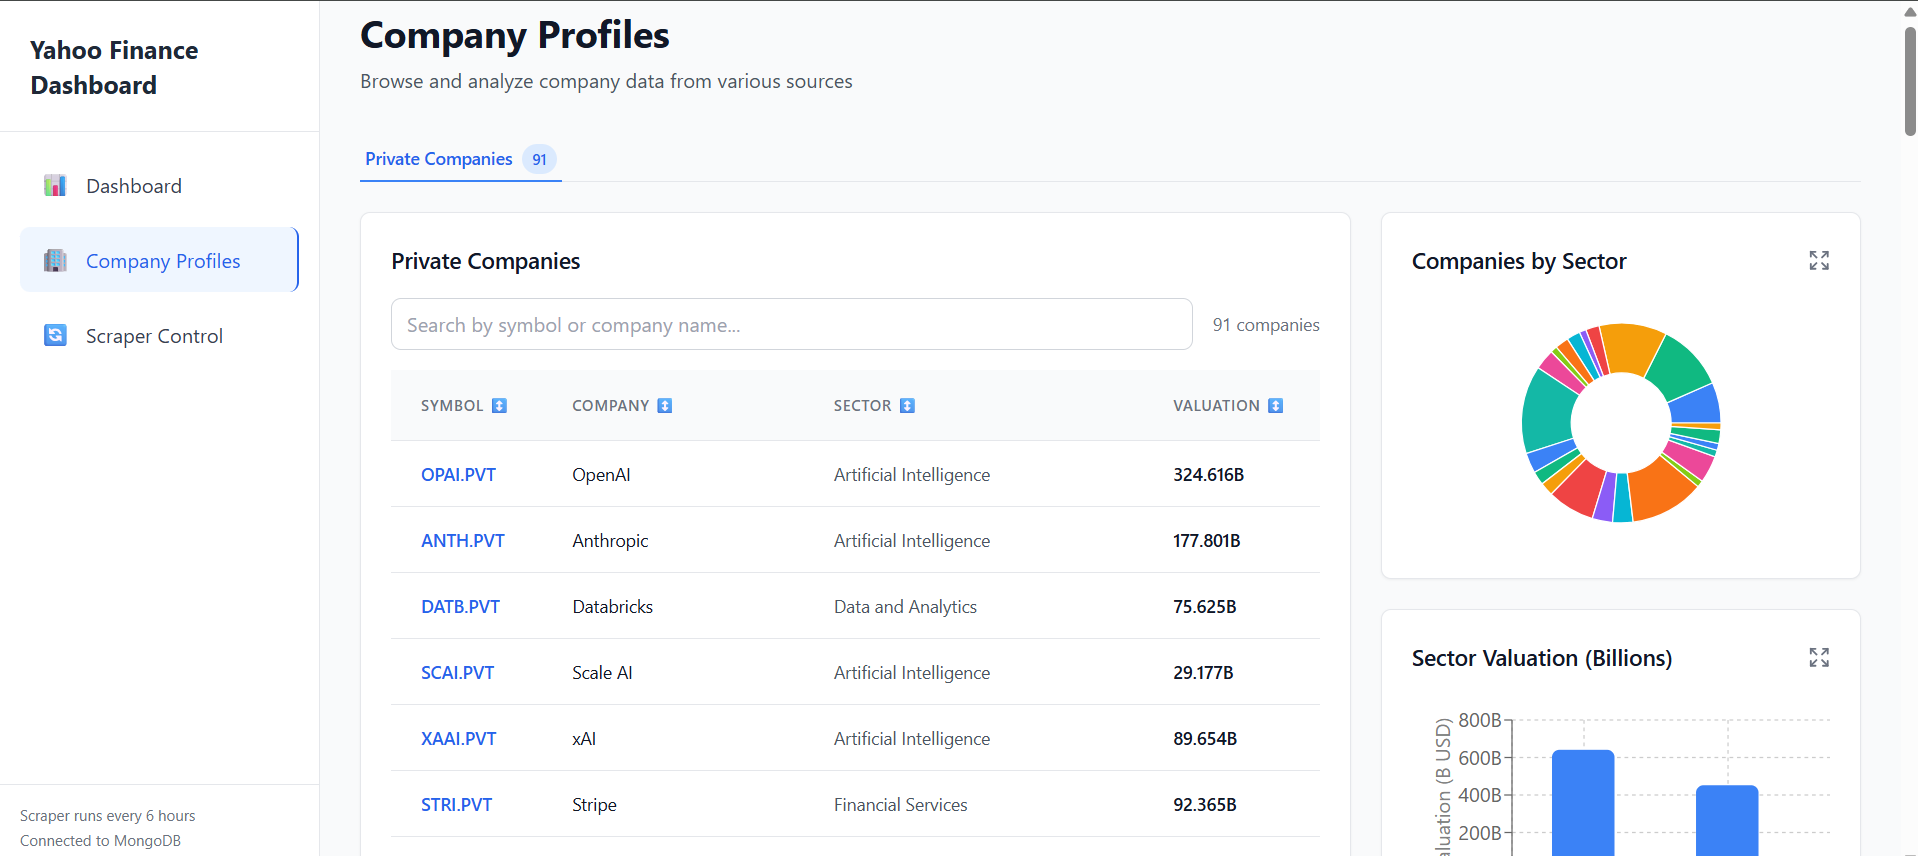 Yahoo Finance
Dashboard
Dashboard
Company Profiles
Scraper Control
Scraper runs every 6 hours
Connected to MongoDB
Company Profiles
Browse and analyze company data from various sources
Private Companies 91
Private Companies
Search by symbol or company name...
91 companies
SYMBOL COMPANY SECTOR VALUATION
OPAI.PVT OpenAI Artificial Intelligence 324.616B
ANTH.PVT Anthropic Artificial Intelligence 177.801B
DATB.PVT Databricks Data and Analytics 75.625B
SCAI.PVT Scale AI Artificial Intelligence 29.177B
XAAI.PVT xAI Artificial Intelligence 89.654B
STRI.PVT Stripe Financial Services 92.365B
Companies by Sector
Sector Valuation (Billions)
800B
600B
400B
200B
aluation (B USD)